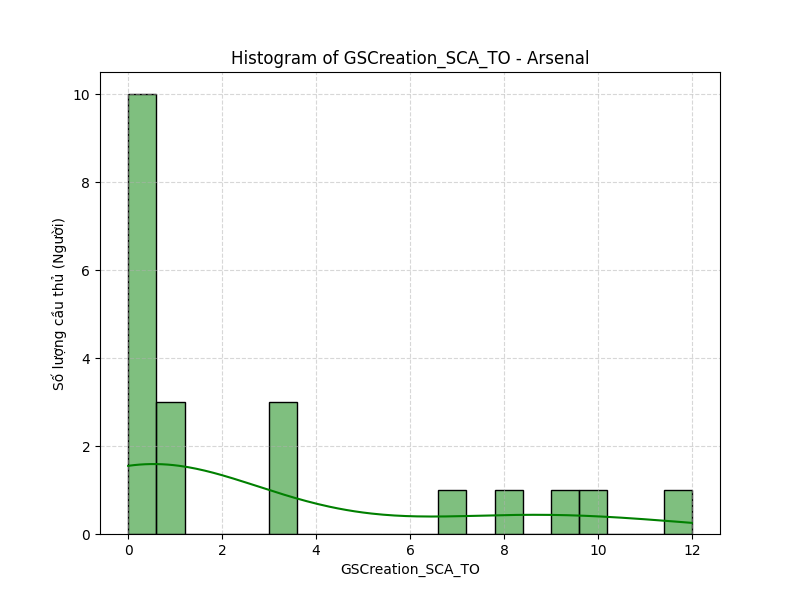 Histogram of GSCreation_SCA_TO - Arsenal
Số lượng cầu thủ (Người)
10
8
6
4
2
0
0 2 4 6 8 10 12
GSCreation_SCA_TO